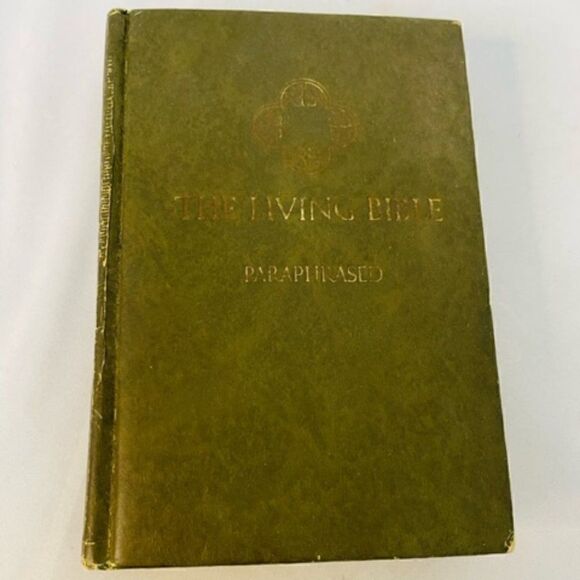 THE LIVING BIBLE
PARAPHRASED